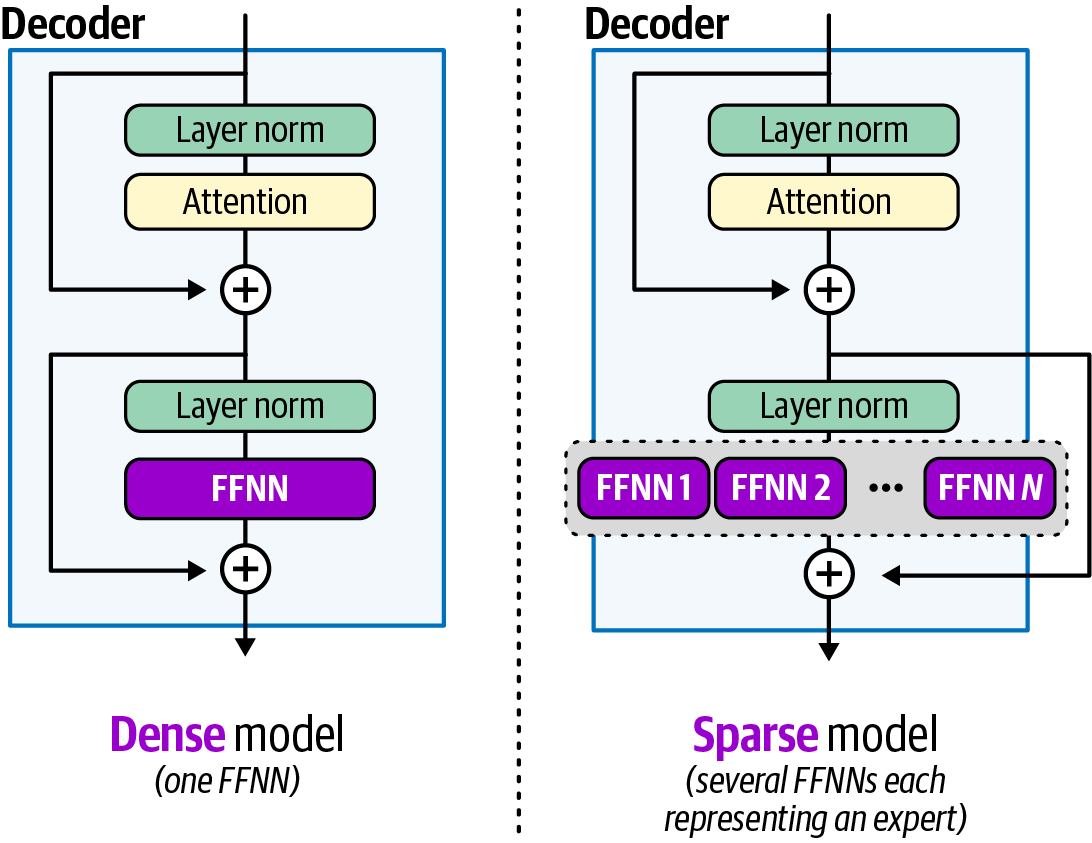 Decoder
Layer norm
Attention
+
Layer norm
FFNN
+
Dense model
(one FFNN)
Decoder
Layer norm
Attention
+
Layer norm
FFNN 1 FFNN 2 ... FFNN N
+
Sparse model
(several FFNNs each
representing an expert)